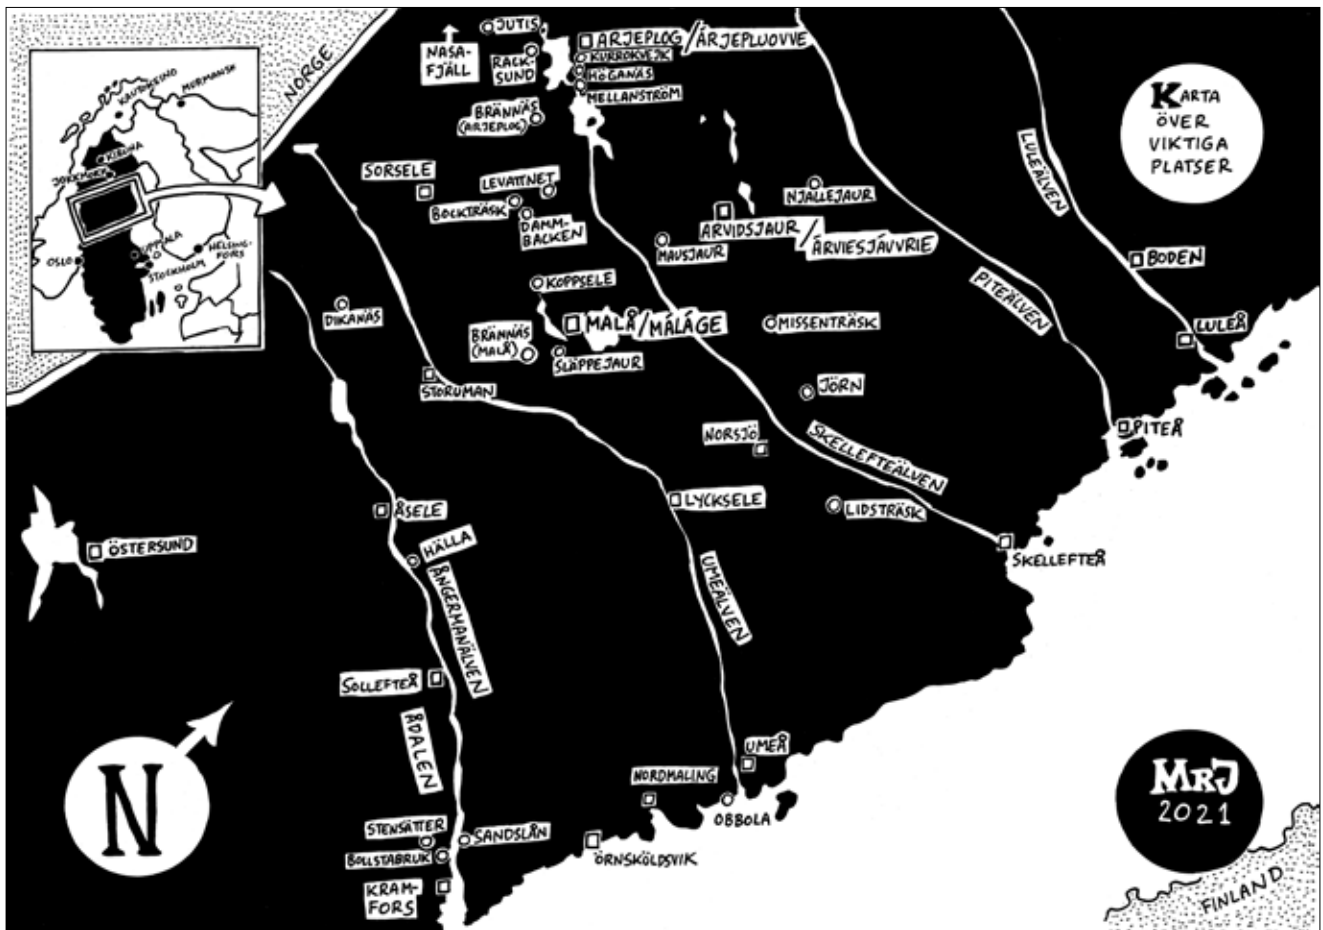 NORGE
KAUTOKEINO
MURMANSK
KIRUNA
JOKKMOKK
UPPSALA
OSLO
STOCKHOLM
HELSING-
FORS
NASA-
FJÄLL
JUTIS
RACK-
SUND
BRÄNNÄS
(ARJEPLOG)
ARJEPLOG/ÁRJEPLUOVVE
KURROKVEJK
HÖGANÄS
MELLANSTRÖM
KARTA
ÖVER
VIKTIGA
PLATSER
LULEÄLVEN
SORSELE
LEVATTNET
BOCKTRÄSK
DAMM-
BACKEN
NJALLEJAUR
ARVIDSJAUR/
ÁRVIESJÁVVRIE
MAUSJAUR
BODEN
PITEÄLVEN
KOPPSELE
DIKANÄS
MALÅ/MÁLÁGE
BRÄNNÄS
(MALÅ)
SLÄPPEJAUR
MISSENTRÄSK
LULEÅ
STORUMAN
JÖRN
NORSJÖ
SKELLEFTEÄLVEN
PITEÅ
LYCKSELE
LIDSTRÄSK
ÅSELE
HÄLLA
ÖSTERSUND
SKELLEFTEÅ
ÅNGERMANÄLVEN
UMEÄLVEN
SOLLEFTEÅ
ÅDALEN
N
UMEÅ
NORDMALING
OBBOLA
MRJ
2021
STENSÄTTER
SANDSLÅN
BOLLSTABRUK
ÖRNSKÖLDSVIK
KRAM-
FORS
FINLAND